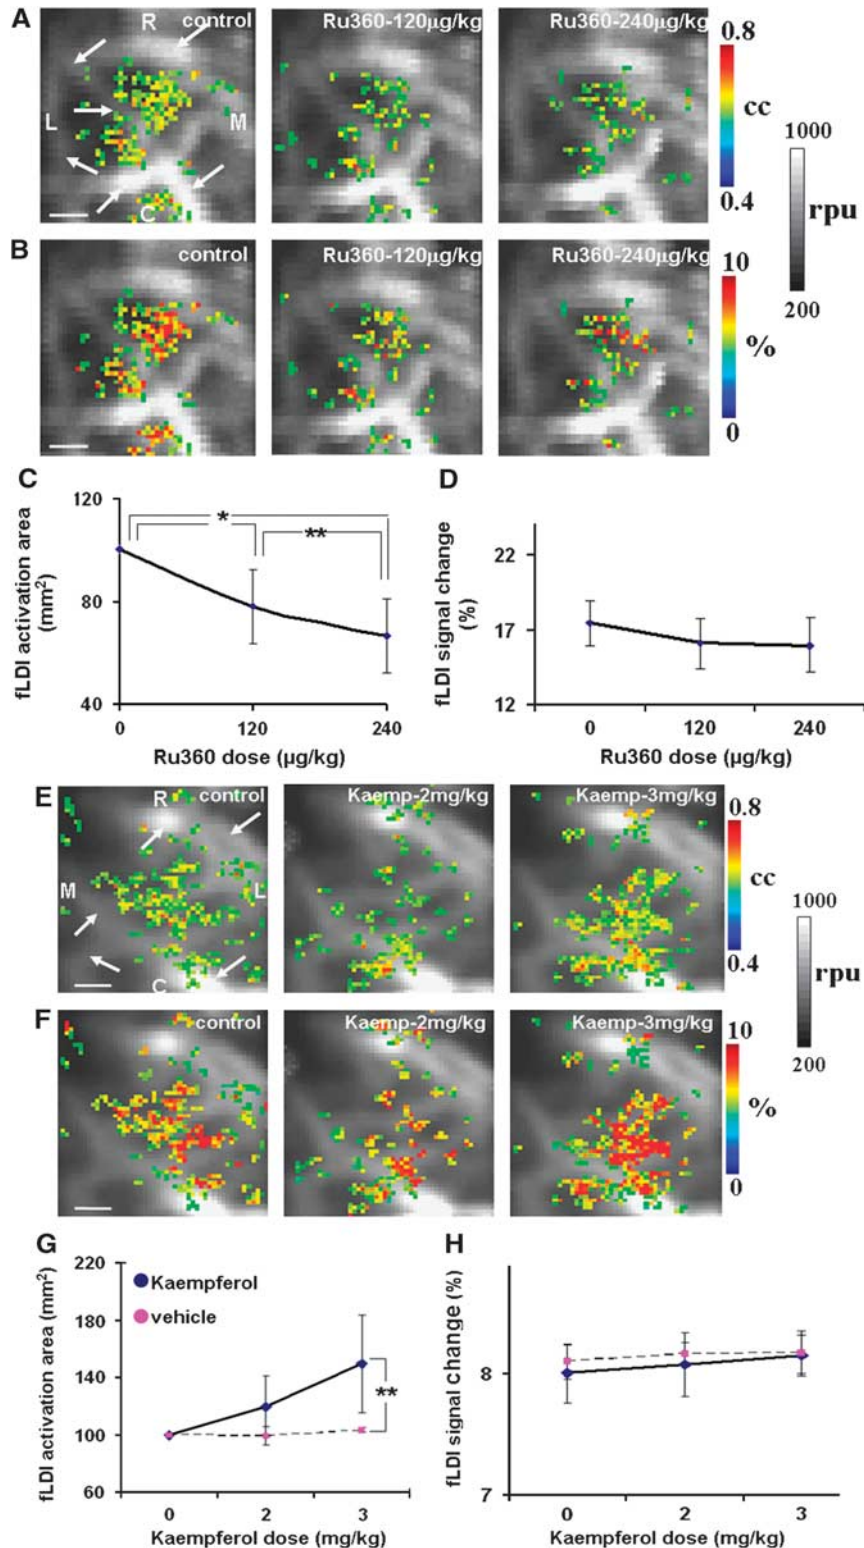 A
R
control
Ru360-120µg/kg
Ru360-240µg/kg
0.8
L
M
cc
1000
C
0.4
rpu
B
control
Ru360-120µg/kg
Ru360-240µg/kg
10
200
%
0
C
D
120
80
40
fLDI activation area
(mm2)
*
**
0
120
240
Ru360 dose (µg/kg)
22
17
12
fLDI signal change
(%)
0
120
240
Ru360 dose (µg/kg)
E
R
control
Kaemp-2mg/kg
Kaemp-3mg/kg
0.8
M
L
cc
1000
C
0.4
rpu
F
control
Kaemp-2mg/kg
Kaemp-3mg/kg
10
200
%
0
G
H
220
180
140
100
60
fLDI activation area (mm2)
Kaempferol
vehicle
**
0
2
3
Kaempferol dose (mg/kg)
8
7
fLDI signal change (%)
0
2
3
Kaempferol dose (mg/kg)